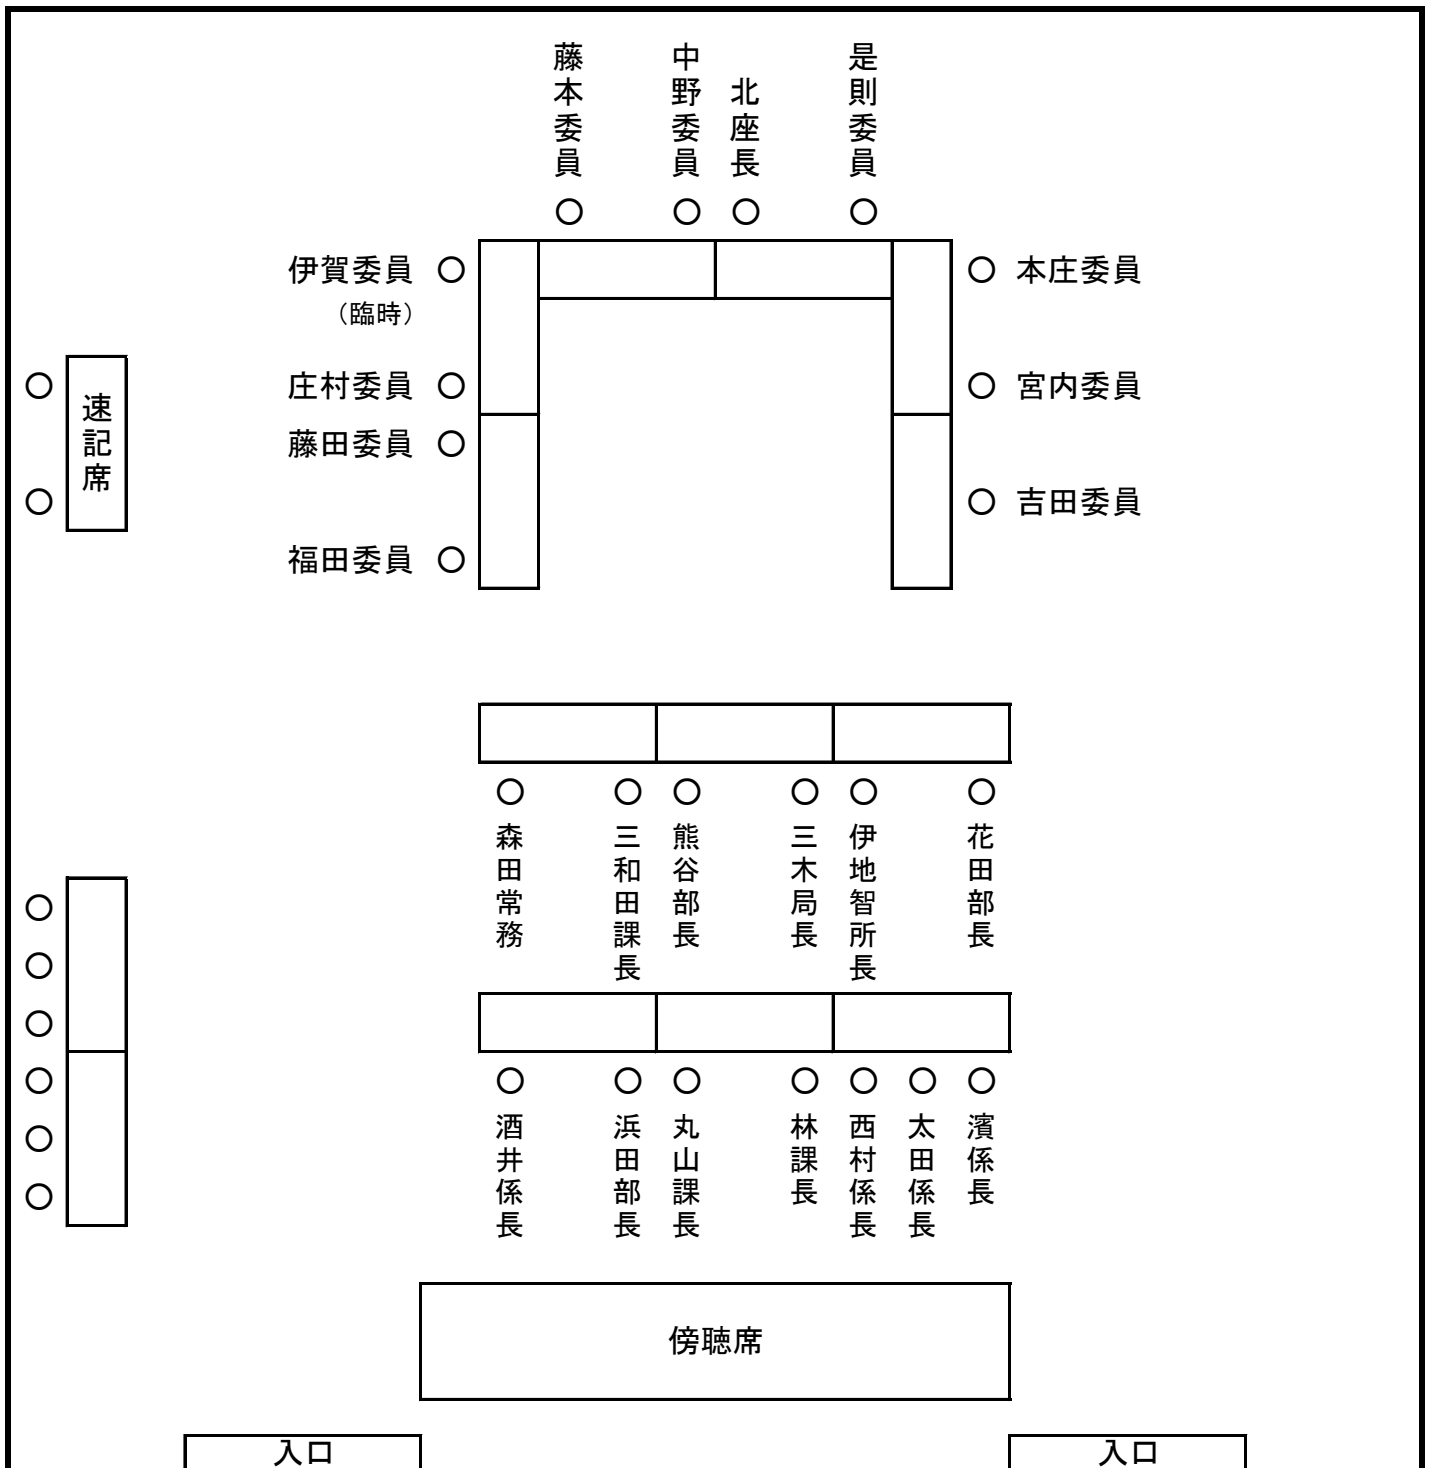 藤本委員
中野委員
北座長
是則委員
伊賀委員
（臨時）
本庄委員
庄村委員
宮内委員
速記席
藤田委員
吉田委員
福田委員
森田常務
三和田課長
熊谷部長
三木局長
伊地智所長
花田部長
酒井係長
浜田部長
丸山課長
林課長
西村係長
太田係長
濱係長
傍聴席
入口
入口